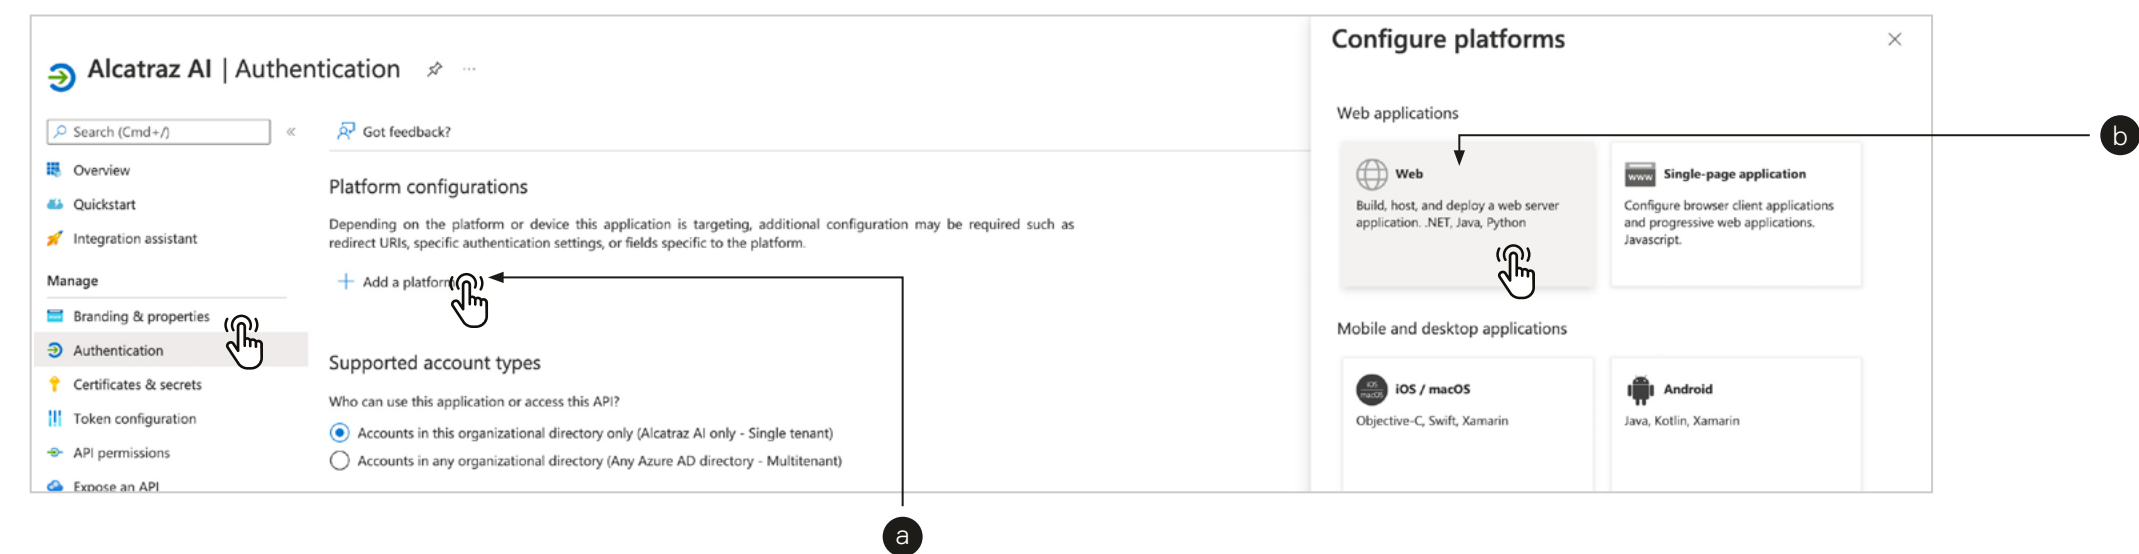 Alcatraz AI | Authentication
Search (Cmd+/)
Overview
Quickstart
Integration assistant
Manage
Branding & properties
Authentication
Certificates & secrets
Token configuration
API permissions
Expose an API
Got feedback?
Platform configurations
Depending on the platform or device this application is targeting, additional configuration may be required such as
redirect URIs, specific authentication settings, or fields specific to the platform.
Add a platform
Supported account types
Who can use this application or access this API?
Accounts in this organizational directory only (Alcatraz AI only - Single tenant)
Accounts in any organizational directory (Any Azure AD directory - Multitenant)
a
Configure platforms
Web applications
Web
Build, host, and deploy a web server
application. .NET, Java, Python
www
Single-page application
Configure browser client applications
and progressive web applications.
Javascript.
Mobile and desktop applications
iOS
macOS
iOS / macOS
Objective-C, Swift, Xamarin
Android
Java, Kotlin, Xamarin
b